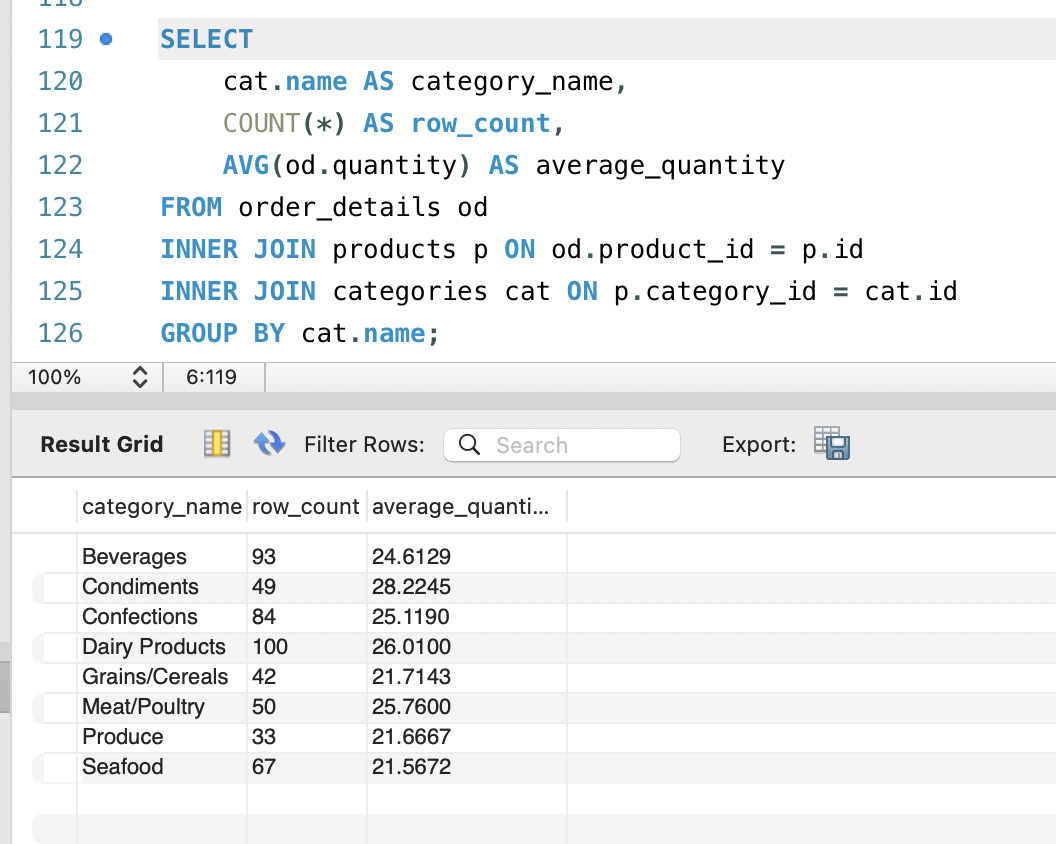 118
119 SELECT
120 cat.name AS category_name,
121 COUNT(*) AS row_count,
122 AVG(od.quantity) AS average_quantity
123 FROM order_details od
124 INNER JOIN products p ON od.product_id = p.id
125 INNER JOIN categories cat ON p.category_id = cat.id
126 GROUP BY cat.name;
100% 6:119
Result Grid Filter Rows: Search Export:
category_name row_count average_quanti...
Beverages 93 24.6129
Condiments 49 28.2245
Confections 84 25.1190
Dairy Products 100 26.0100
Grains/Cereals 42 21.7143
Meat/Poultry 50 25.7600
Produce 33 21.6667
Seafood 67 21.5672